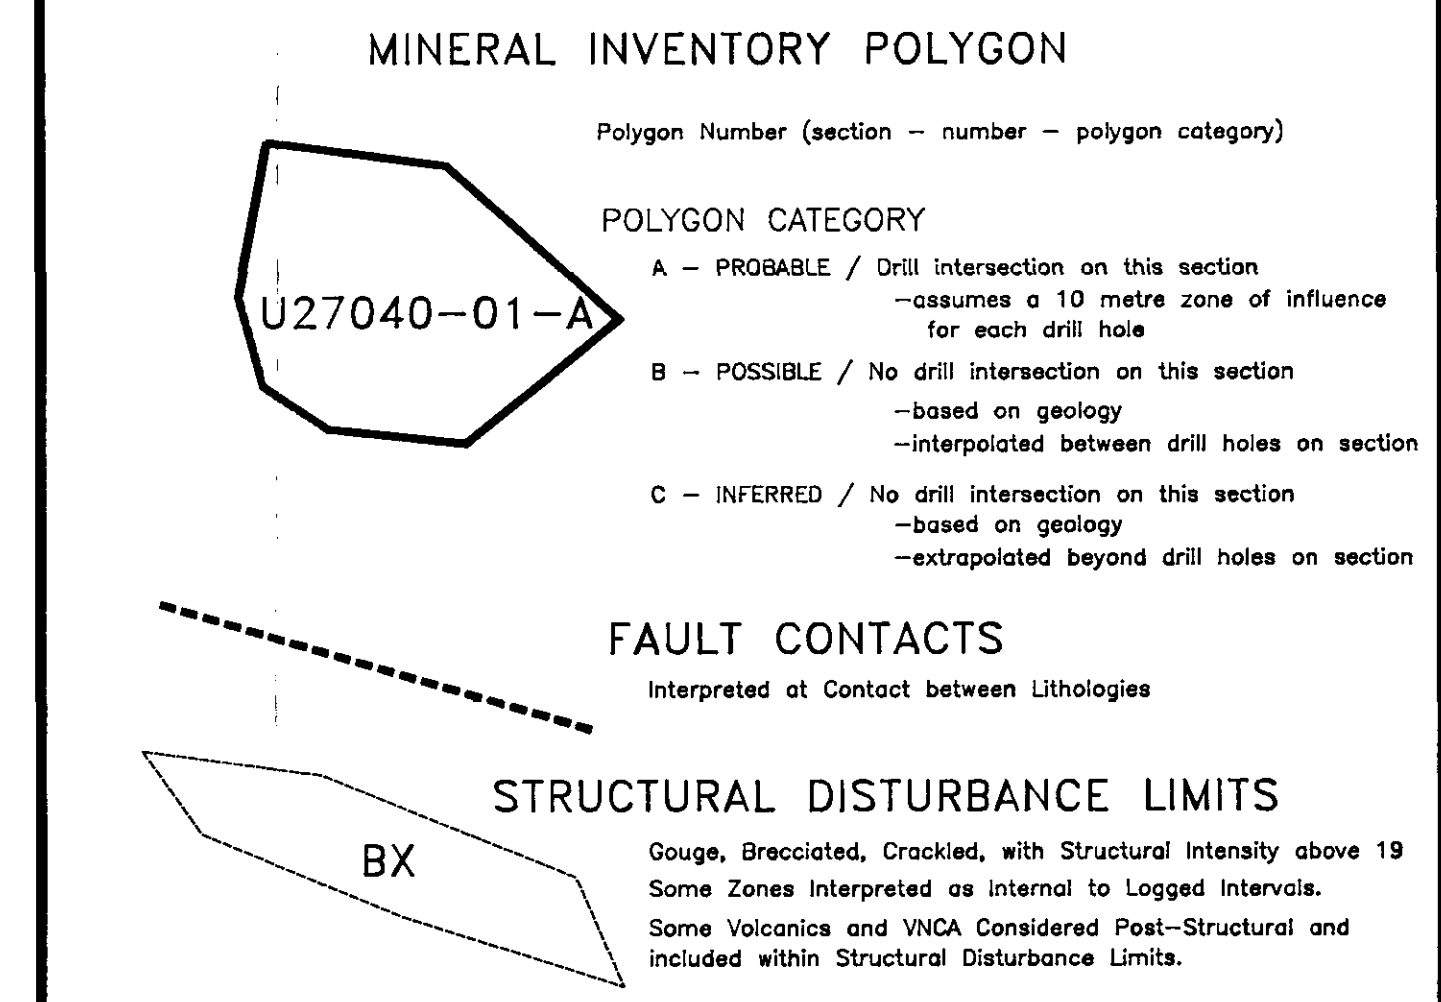 MINERAL INVENTORY POLYGON
Polygon Number (section – number – polygon category)
U27040-01-A
POLYGON CATEGORY
A – PROBABLE / Drill intersection on this section
–assumes a 10 metre zone of influence
for each drill hole
B – POSSIBLE / No drill intersection on this section
–based on geology
–interpolated between drill holes on section
C – INFERRED / No drill intersection on this section
–based on geology
–extrapolated beyond drill holes on section
FAULT CONTACTS
Interpreted at Contact between Lithologies
STRUCTURAL DISTURBANCE LIMITS
BX
Gouge, Brecciated, Crackled, with Structural Intensity above 19
Some Zones Interpreted as Internal to Logged Intervals.
Some Volcanics and VNCA Considered Post-Structural and
included within Structural Disturbance Limits.